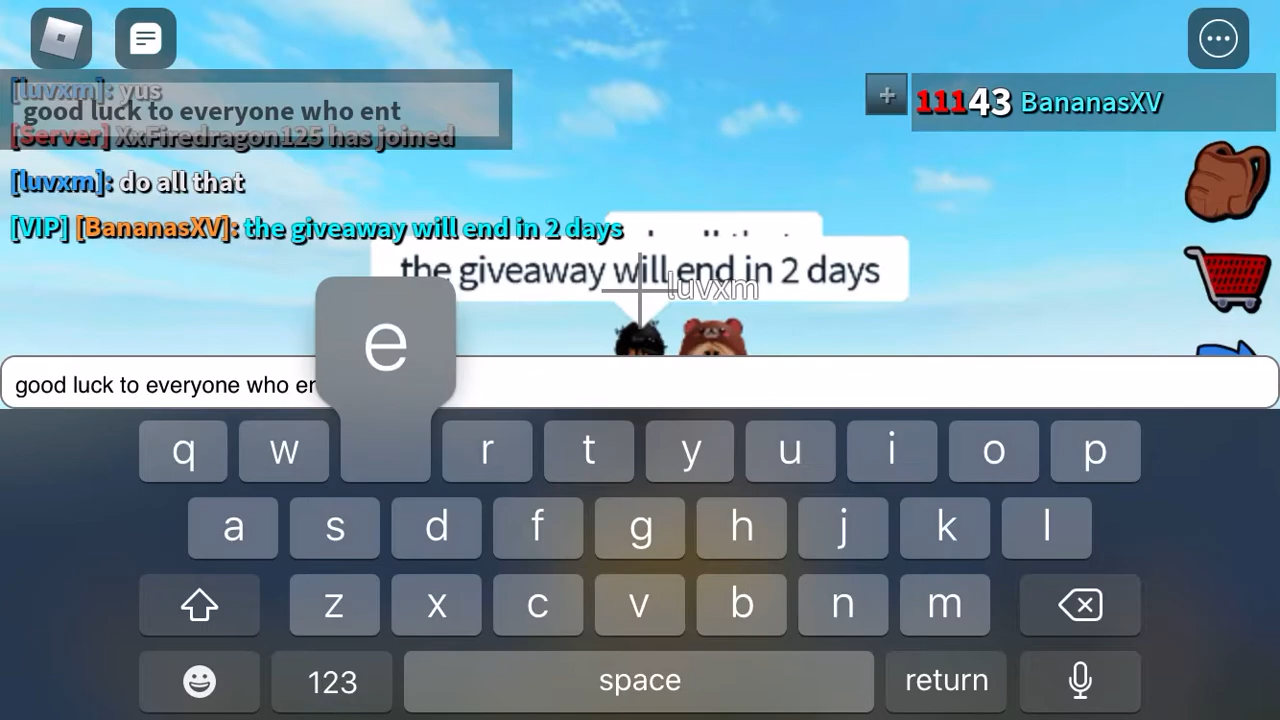 [luvxm]: yus
good luck to everyone who ent
[Server] XxFiredragon125 has joined
[luvxm]: do all that
[VIP] [BananasXV]: the giveaway will end in 2 days
+ 11143 BananasXV
the giveaway will end in 2 days
luvxm
good luck to everyone who en
e
q w r t y u i o p
a s d f g h j k l
z x c v b n m
123 space return